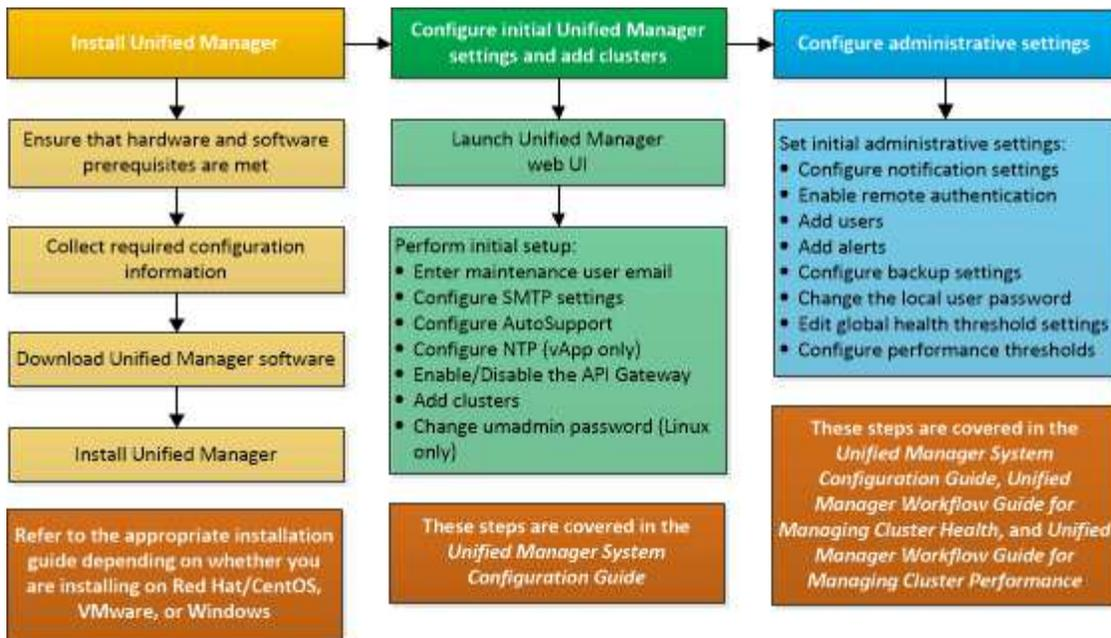 Install Unified Manager
Ensure that hardware and software
prerequisites are met
Collect required configuration
information
Download Unified Manager software
Install Unified Manager
Refer to the appropriate installation
guide depending on whether you
are installing on Red Hat/CentOS,
VMware, or Windows
Configure initial Unified Manager
settings and add clusters
Launch Unified Manager
web UI
Perform initial setup:
• Enter maintenance user email
• Configure SMTP settings
• Configure AutoSupport
• Configure NTP (vApp only)
• Enable/Disable the API Gateway
• Add clusters
• Change umadmin password (Linux
only)
These steps are covered in the
Unified Manager System
Configuration Guide
Configure administrative settings
Set initial administrative settings:
• Configure notification settings
• Enable remote authentication
• Add users
• Add alerts
• Configure backup settings
• Change the local user password
• Edit global health threshold settings
• Configure performance thresholds
These steps are covered in the
Unified Manager System
Configuration Guide, Unified
Manager Workflow Guide for
Managing Cluster Health, and Unified
Manager Workflow Guide for
Managing Cluster Performance